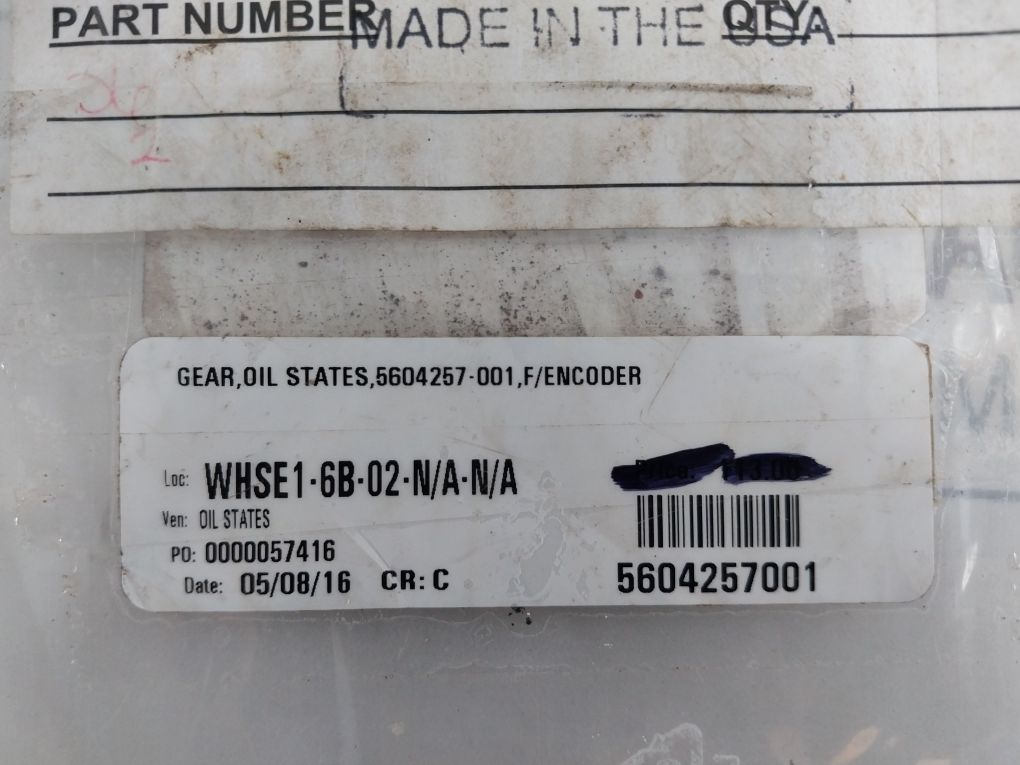 PART NUMBER MADE IN THE USA QTY
2
GEAR,OIL STATES,5604257-001,F/ENCODER
Loc: WHSE1-6B-02-N/A-N/A
Ven: OIL STATES
PO: 0000057416
Date: 05/08/16 CR: C
5604257001